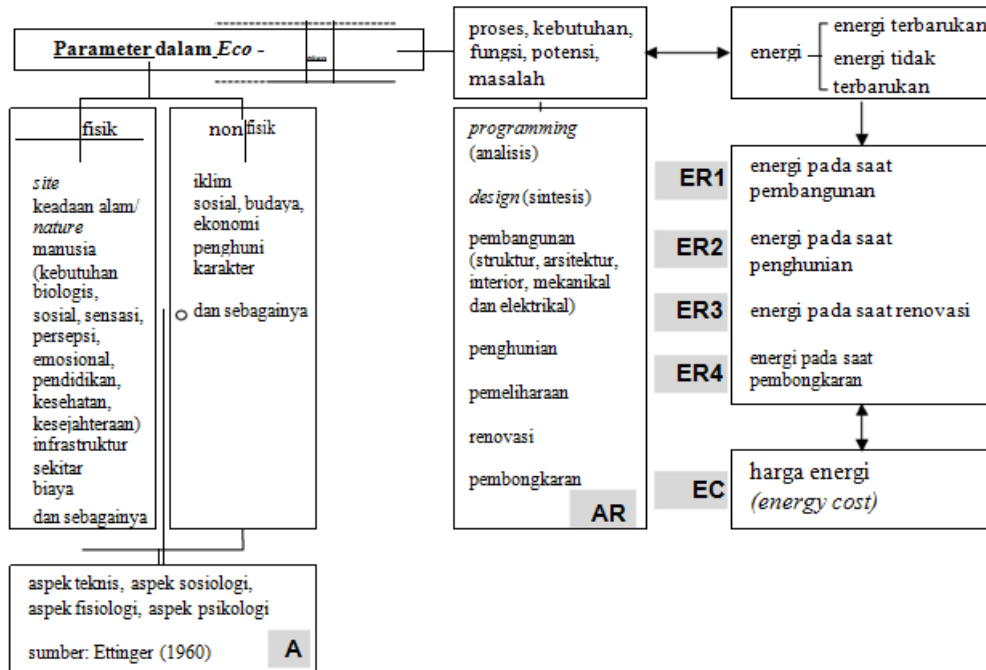 Parameter dalam Eco -
fisik
site
keadaan alam/
nature
manusia
(kebutuhan
biologis,
sosial, sensasi,
persepsi,
emosional,
pendidikan,
kesehatan,
kesejahteraan)
infrastruktur
sekitar
biaya
dan sebagainya
non fisik
iklim
sosial, budaya,
ekonomi
penghuni
karakter
dan sebagainya
aspek teknis, aspek sosiologi,
aspek fisiologi, aspek psikologi
sumber: Ettinger (1960)
A
proses, kebutuhan,
fungsi, potensi,
masalah
programming
(analisis)
design (sintesis)
pembangunan
(struktur, arsitektur,
interior, mekanikal
dan elektrikal)
penghunian
pemeliharaan
renovasi
pembongkaran
AR
energi
energi terbarukan
energi tidak
terbarukan
ER1
energi pada saat
pembangunan
ER2
energi pada saat
penghunian
ER3
energi pada saat renovasi
ER4
energi pada saat
pembongkaran
EC
harga energi
(energy cost)